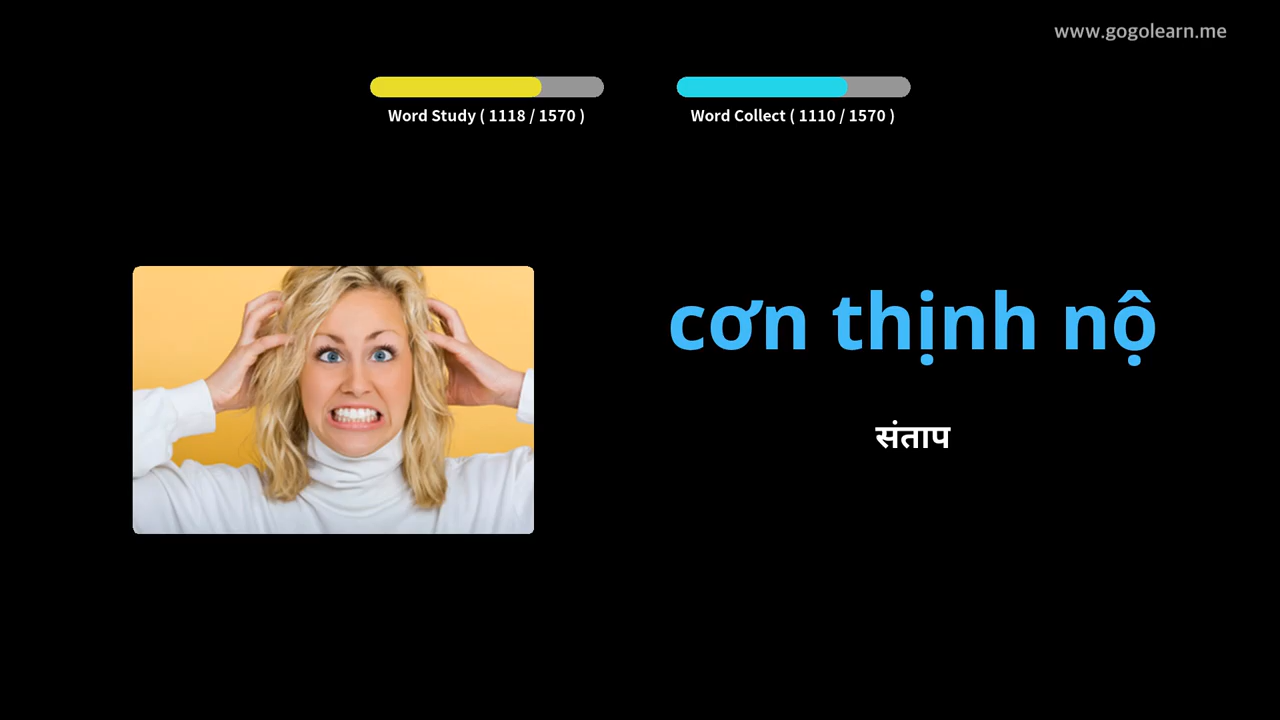 www.gogolearn.me
Word Study ( 1118 / 1570 )
Word Collect ( 1110 / 1570 )
cơn thịnh nộ
संताप